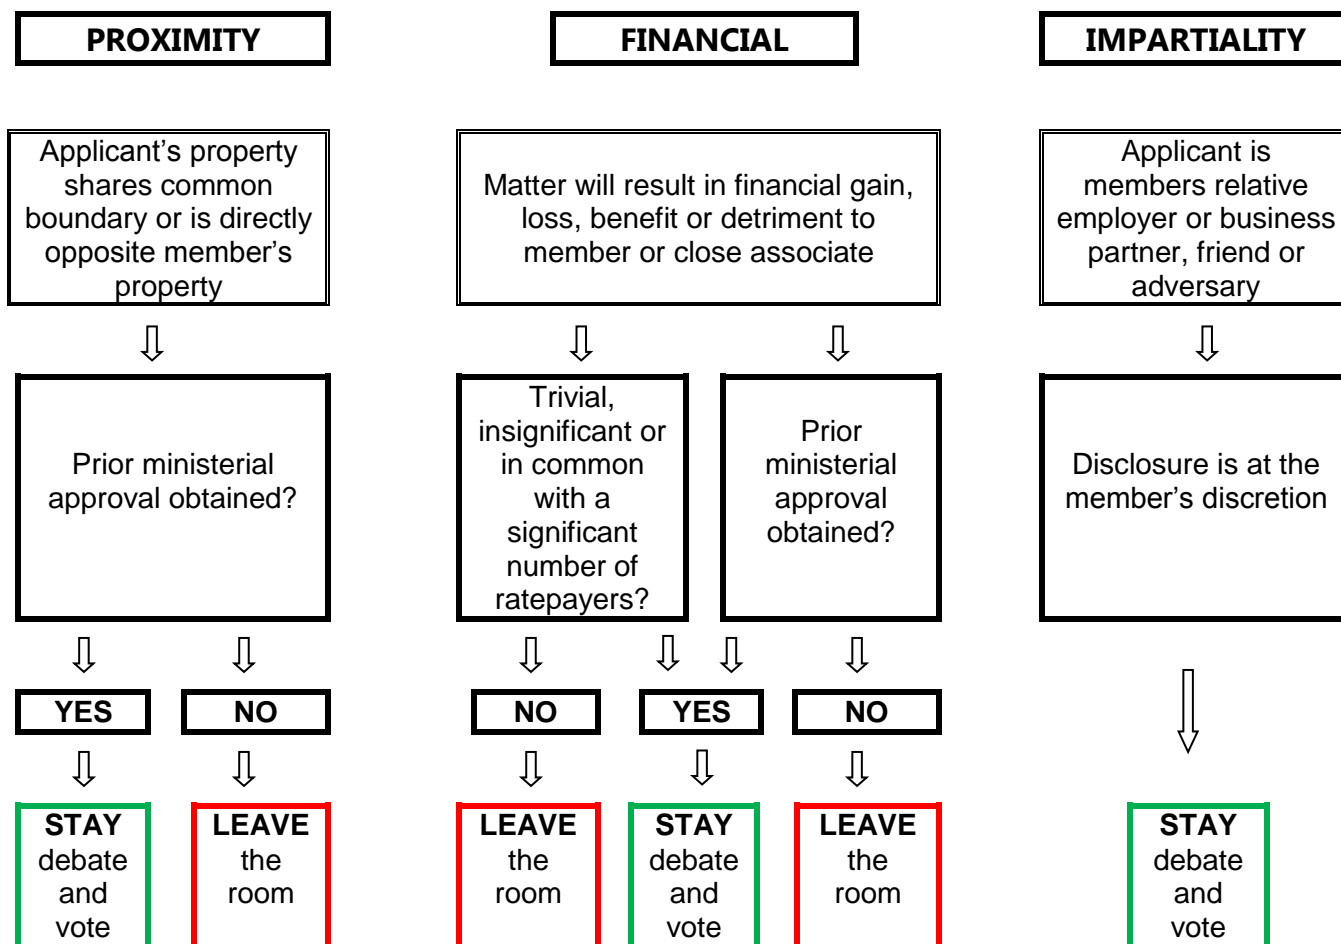 PROXIMITY
FINANCIAL
IMPARTIALITY
Applicant’s property
shares common
boundary or is directly
opposite member’s
property
Matter will result in financial gain,
loss, benefit or detriment to
member or close associate
Applicant is
members relative
employer or business
partner, friend or
adversary
Prior ministerial
approval obtained?
Trivial,
insignificant or
in common
with a
significant
number of
ratepayers?
Prior
ministerial
approval
obtained?
Disclosure is at the
member’s discretion
YES
NO
NO
YES
NO
STAY
debate
and
vote
LEAVE
the
room
LEAVE
the
room
STAY
debate
and
vote
LEAVE
the
room
STAY
debate
and
vote